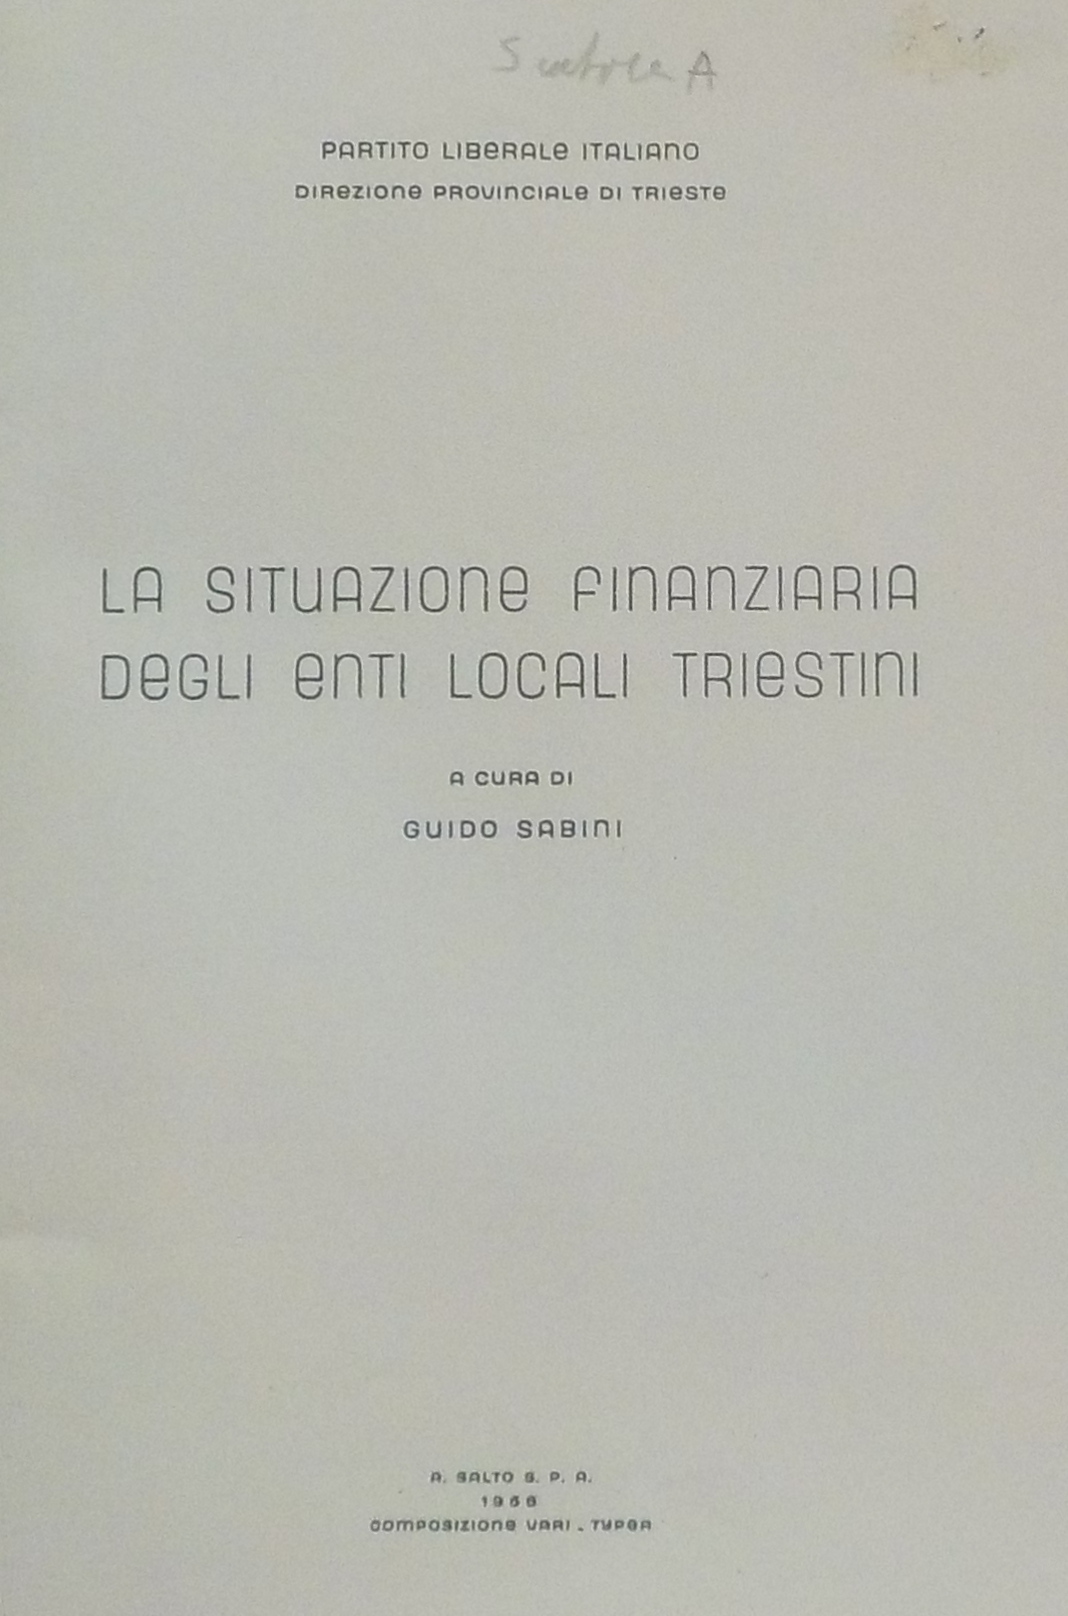 A
PARTITO LIBERALE ITALIANO
DIREZIONE PROVINCIALE DI TRIESTE
LA SITUAZIONE FINANZIARIA
DEGLI ENTI LOCALI TRIESTINI
A CURA DI
GUIDO SABINI
A. SALTO S. P. A.
1966
COMPOSIZIONE VARI - TYPER